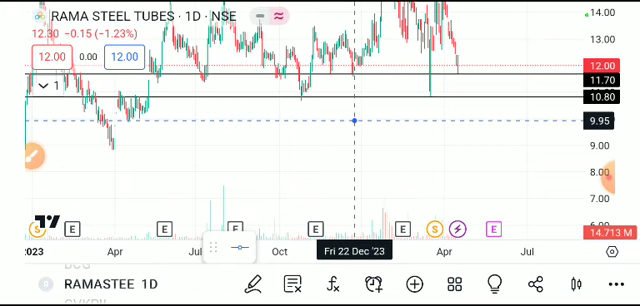 RAMA STEEL TUBES · 1D · NSE
12.30 −0.15 (−1.23%)
12.00 0.00 12.00
1
14.00
13.00
12.00
11.70
10.80
9.95
9.00
8.00
7.00
14.713 M
S E E E E E S E
2023 Apr Jul Oct Fri 22 Dec '23 Apr Jul
RAMASTEE 1D